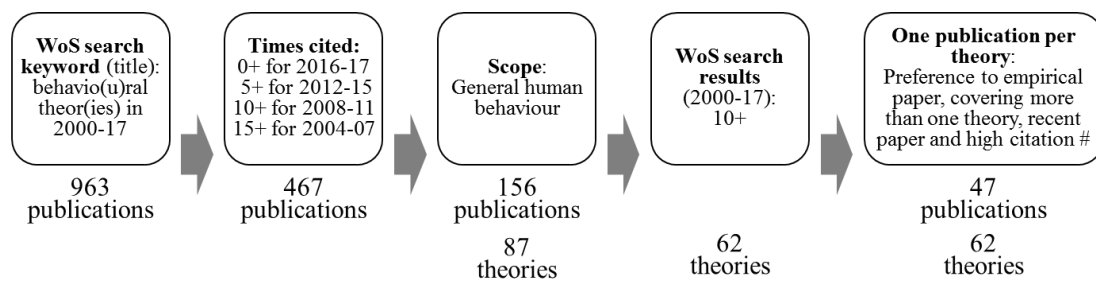 WoS search
keyword (title):
behavio(u)ral
theor(ies) in
2000-17
963
publications
Times cited:
0+ for 2016-17
5+ for 2012-15
10+ for 2008-11
15+ for 2004-07
467
publications
Scope:
General human
behaviour
156
publications
87
theories
WoS search
results
(2000-17):
10+
62
theories
One publication per
theory:
Preference to empirical
paper, covering more
than one theory, recent
paper and high citation #
47
publications
62
theories